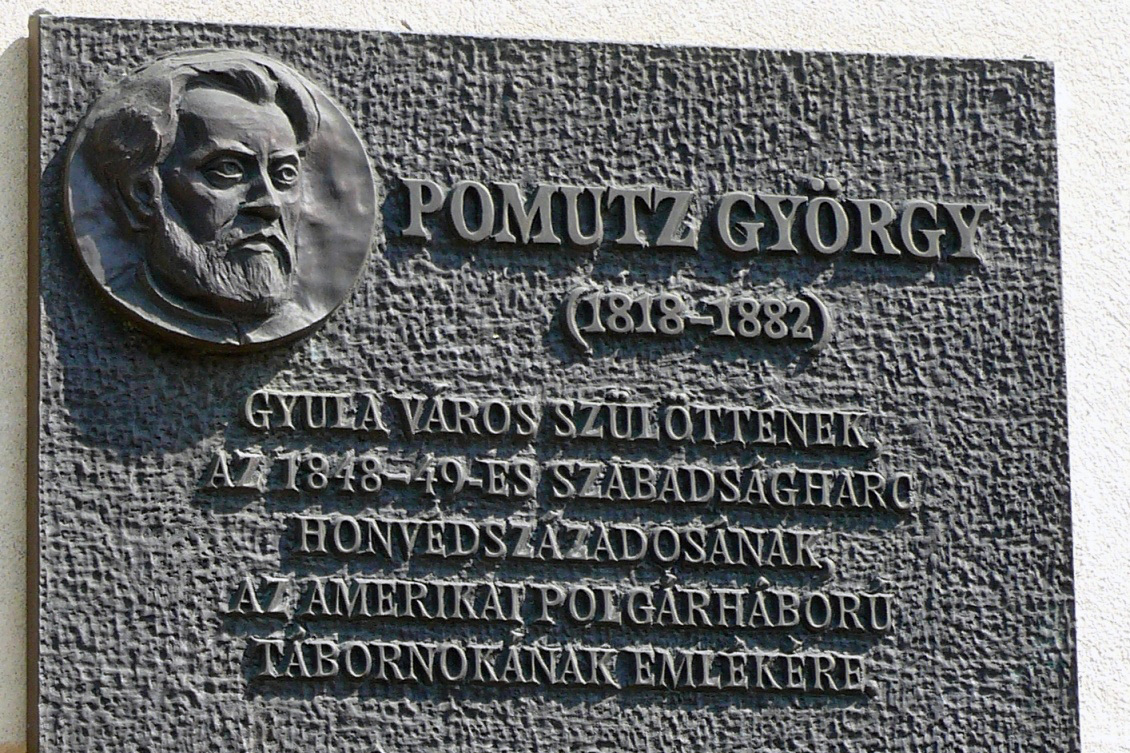 POMUTZ GYÖRGY
(1818-1882)
GYULA VÁROS SZÜLÖTTÉNEK
AZ 1848-49-ES SZABADSÁGHARC
HONVÉDSZÁZADOSÁNAK,
AZ AMERIKAI POLGÁRHÁBORÚ
TÁBORNOKÁNAK EMLÉKÉRE